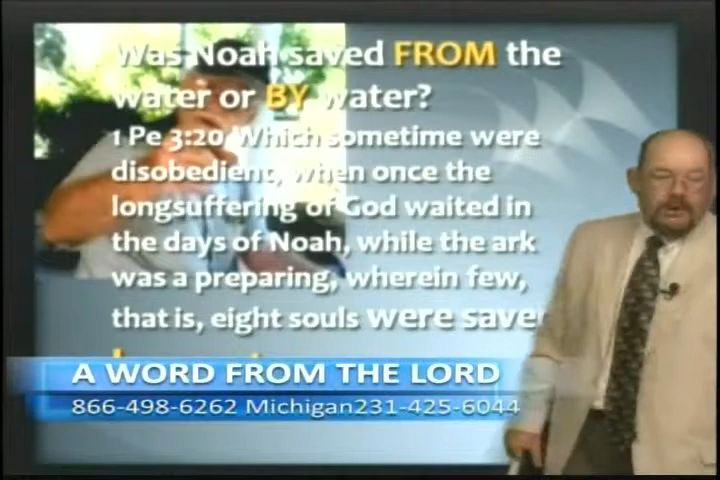 Was Noah saved FROM the
water or BY water?
1 Pe 3:20 Which sometime were
disobedient, when once the
longsuffering of God waited in
the days of Noah, while the ark
was a preparing, wherein few,
that is, eight souls were save
A WORD FROM THE LORD
866-498-6262 Michigan231-425-6044